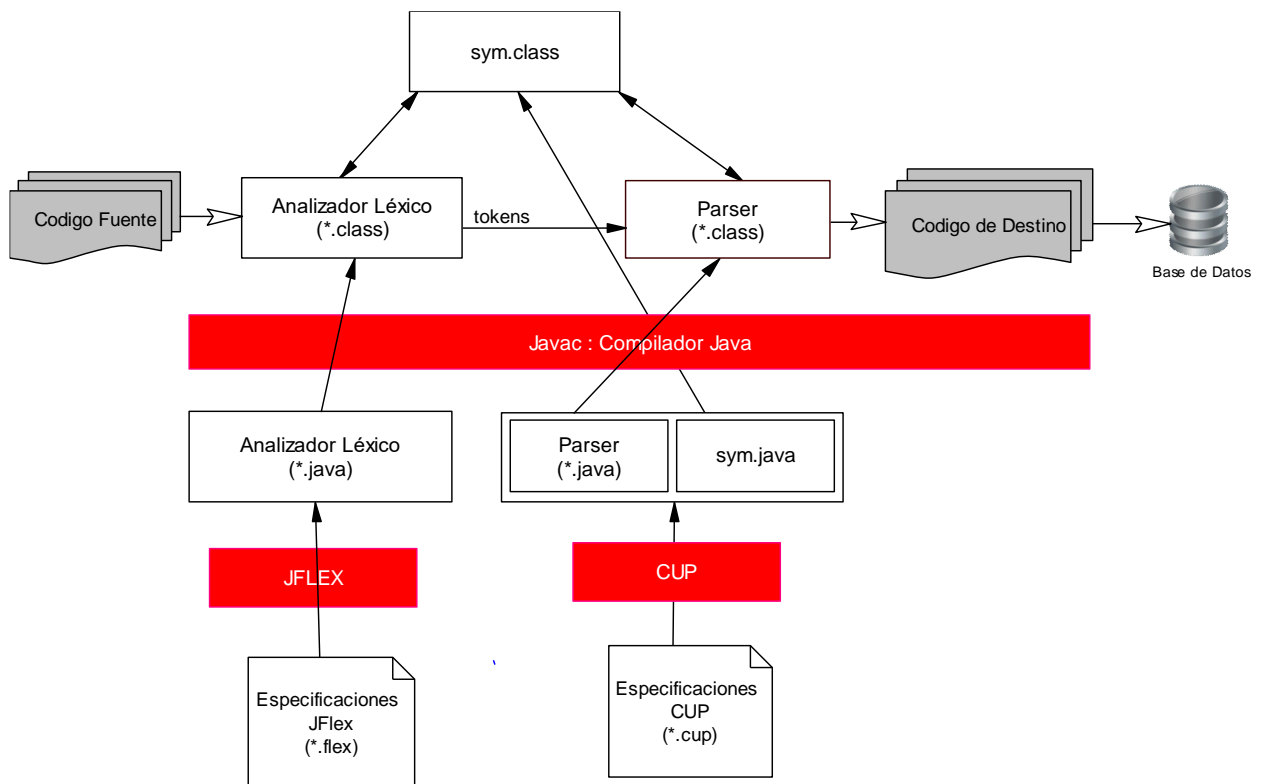 sym.class
Codigo Fuente
Analizador Léxico
(*.class)
tokens
Parser
(*.class)
Codigo de Destino
Base de Datos
Javac : Compilador Java
Analizador Léxico
(*.java)
Parser
(*.java)
sym.java
JFLEX
CUP
Especificaciones
JFlex
(*.flex)
Especificaciones
CUP
(*.cup)